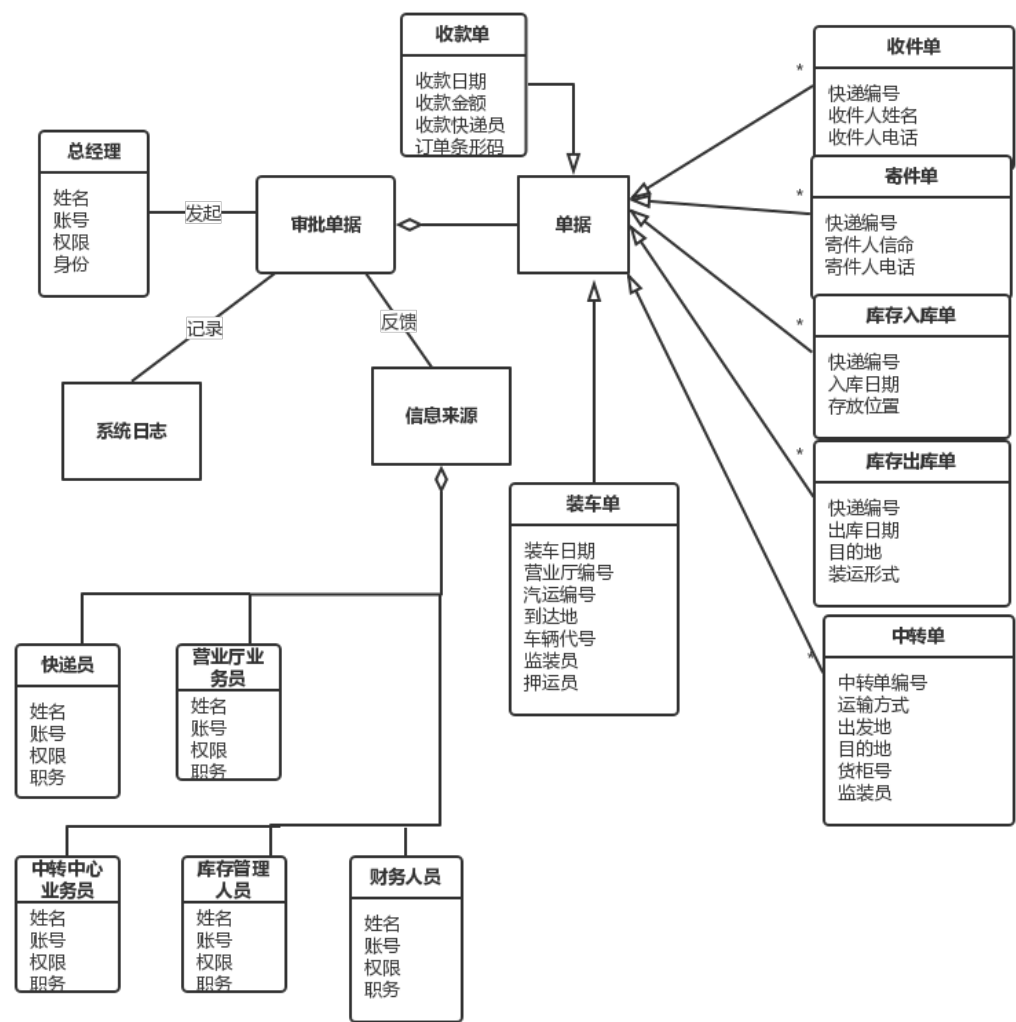 收款单
收款日期
收款金额
收款快递员
订单条形码
收件单
*
快递编号
收件人姓名
收件人电话
总经理
姓名
账号
权限
身份
发起
审批单据
单据
寄件单
*
快递编号
寄件人信命
寄件人电话
记录
反馈
库存入库单
*
快递编号
入库日期
存放位置
系统日志
信息来源
库存出库单
*
快递编号
出库日期
目的地
装运形式
装车单
装车日期
营业厅编号
汽运编号
到达地
车辆代号
监装员
押运员
中转单
*
中转单编号
运输方式
出发地
目的地
货柜号
监装员
快递员
姓名
账号
权限
职务
营业厅业
务员
姓名
账号
权限
职务
中转中心
业务员
姓名
账号
权限
职务
库存管理
人员
姓名
账号
权限
职务
财务人员
姓名
账号
权限
职务